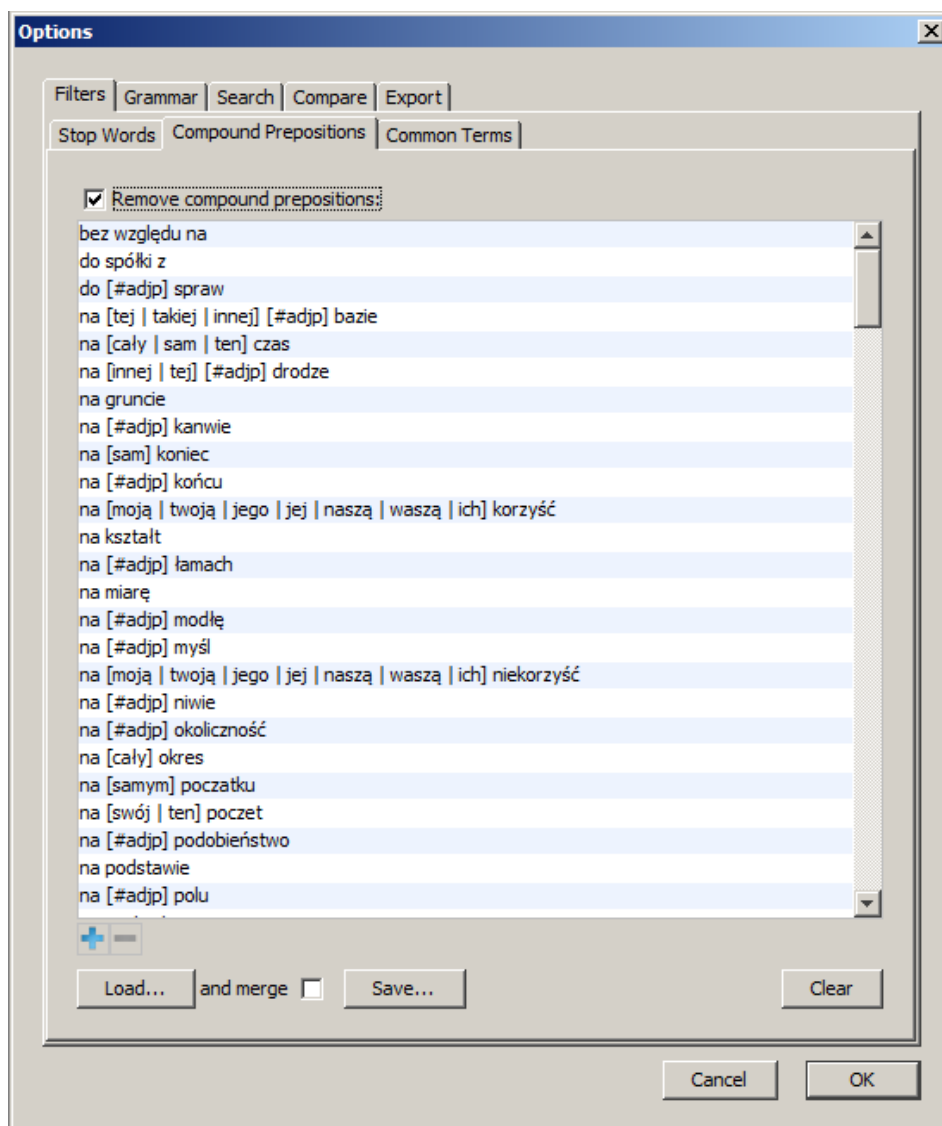 Options
Filters Grammar Search Compare Export
Stop Words Compound Prepositions Common Terms
Remove compound prepositions:
bez względu na
do spółki z
do [#adjp] spraw
na [tej | takiej | innej] [#adjp] bazie
na [cały | sam | ten] czas
na [innej | tej] [#adjp] drodze
na gruncie
na [#adjp] kanwie
na [sam] koniec
na [#adjp] końcu
na [moją | twoją | jego | jej | naszą | waszą | ich] korzyść
na kształt
na [#adjp] łamach
na miarę
na [#adjp] modłę
na [#adjp] myśl
na [moją | twoją | jego | jej | naszą | waszą | ich] niekorzyść
na [#adjp] niwie
na [#adjp] okoliczność
na [cały] okres
na [samym] poczatku
na [swój | ten] poczet
na [#adjp] podobieństwo
na podstawie
na [#adjp] polu
Load... and merge Save... Clear
Cancel OK